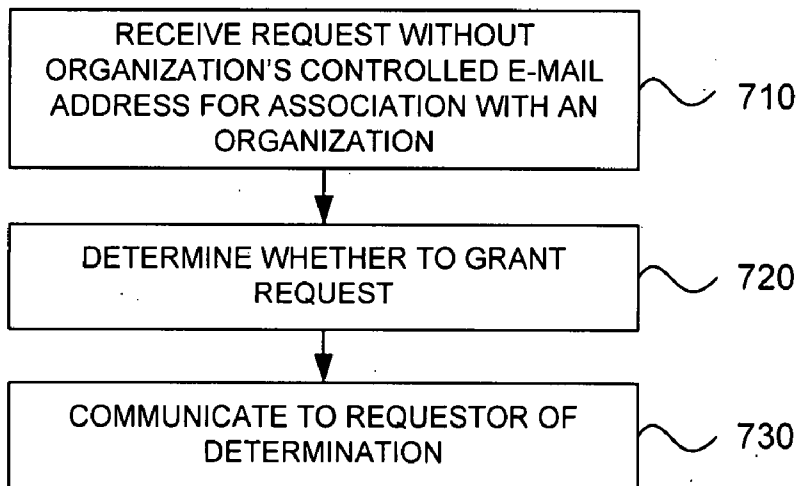 RECEIVE REQUEST WITHOUT
ORGANIZATION'S CONTROLLED E-MAIL
ADDRESS FOR ASSOCIATION WITH AN
ORGANIZATION
710
DETERMINE WHETHER TO GRANT
REQUEST
720
COMMUNICATE TO REQUESTOR OF
DETERMINATION
730